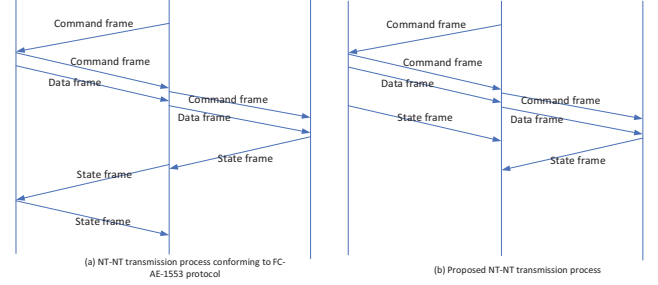 Command frame
Command frame
Data frame
Command frame
Data frame
State frame
State frame
State frame
(a) NT-NT transmission process conforming to FC-
AE-1553 protocol
Command frame
Command frame
Data frame
Command frame
State frame
Data frame
State frame
(b) Proposed NT-NT transmission process